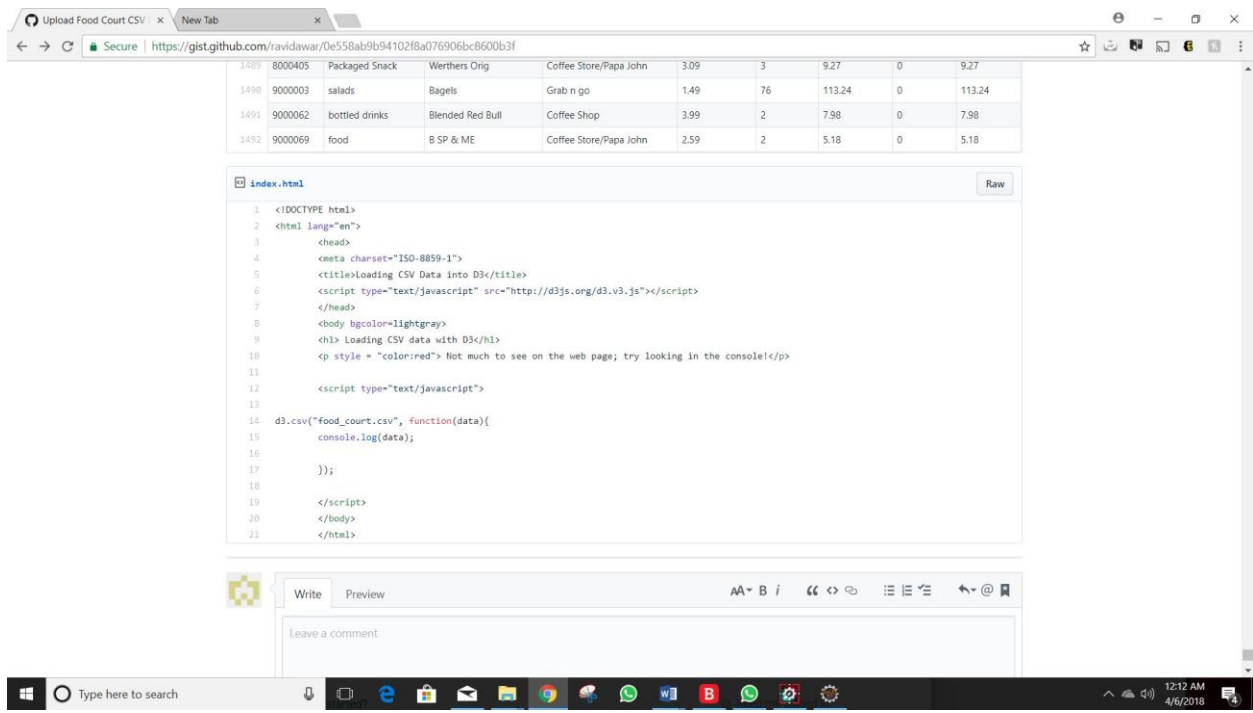 Upload Food Court CSV
New Tab
Secure | https://gist.github.com/ravidawar/0e558ab9b94102f8a076906bc8600b3f
1489 8000405 Packaged Snack Werthers Orig Coffee Store/Papa John 3.09 3 9.27 0 9.27
1490 9000003 salads Bagels Grab n go 1.49 76 113.24 0 113.24
1491 9000062 bottled drinks Blended Red Bull Coffee Shop 3.99 2 7.98 0 7.98
1492 9000069 food B SP & ME Coffee Store/Papa John 2.59 2 5.18 0 5.18
index.html Raw
1 <!DOCTYPE html>
2 <html lang="en">
3 <head>
4 <meta charset="ISO-8859-1">
5 <title>Loading CSV Data into D3</title>
6 <script type="text/javascript" src="http://d3js.org/d3.v3.js"></script>
7 </head>
8 <body bgcolor=lightgray>
9 <h1> Loading CSV data with D3</h1>
10 <p style = "color:red"> Not much to see on the web page; try looking in the console!</p>
11
12 <script type="text/javascript">
13
14 d3.csv("food_court.csv", function(data){
15 console.log(data);
16
17 });
18
19 </script>
20 </body>
21 </html>
Write Preview AA B i
Leave a comment
Type here to search
12:12 AM
4/6/2018